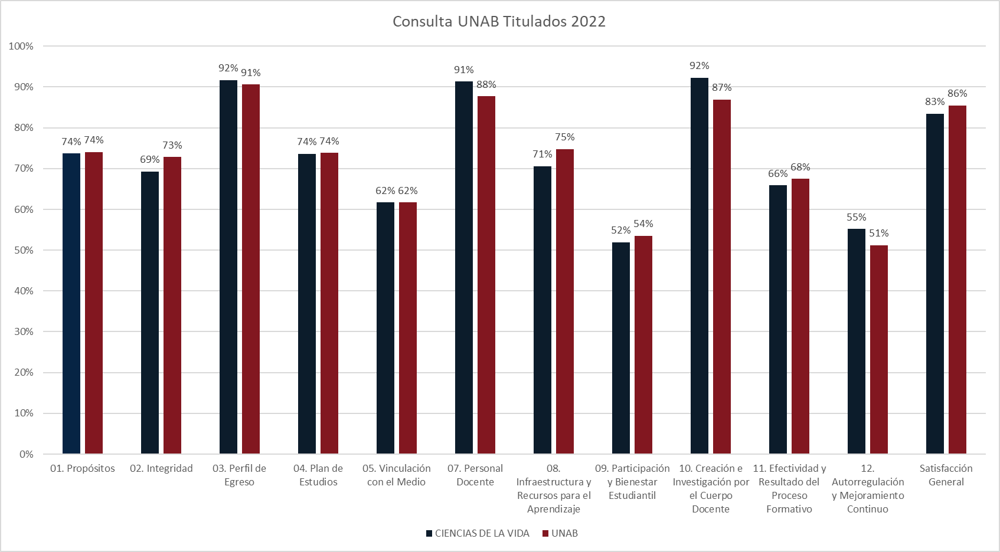 Consulta UNAB Titulados 2022
100%
90%
80%
70%
60%
50%
40%
30%
20%
10%
0%
74% 74%
69% 73%
92% 91%
74% 74%
62% 62%
91% 88%
71% 75%
52% 54%
92% 87%
66% 68%
55% 51%
83% 86%
01. Propósitos
02. Integridad
03. Perfil de
Egreso
04. Plan de
Estudios
05. Vinculación
con el Medio
07. Personal
Docente
08.
Infraestructura y
Recursos para el
Aprendizaje
09. Participación
y Bienestar
Estudiantil
10. Creación e
Investigación por
el Cuerpo
Docente
11. Efectividad y
Resultado del
Proceso
Formativo
12.
Autorregulación
y Mejoramiento
Continuo
Satisfacción
General
CIENCIAS DE LA VIDA
UNAB